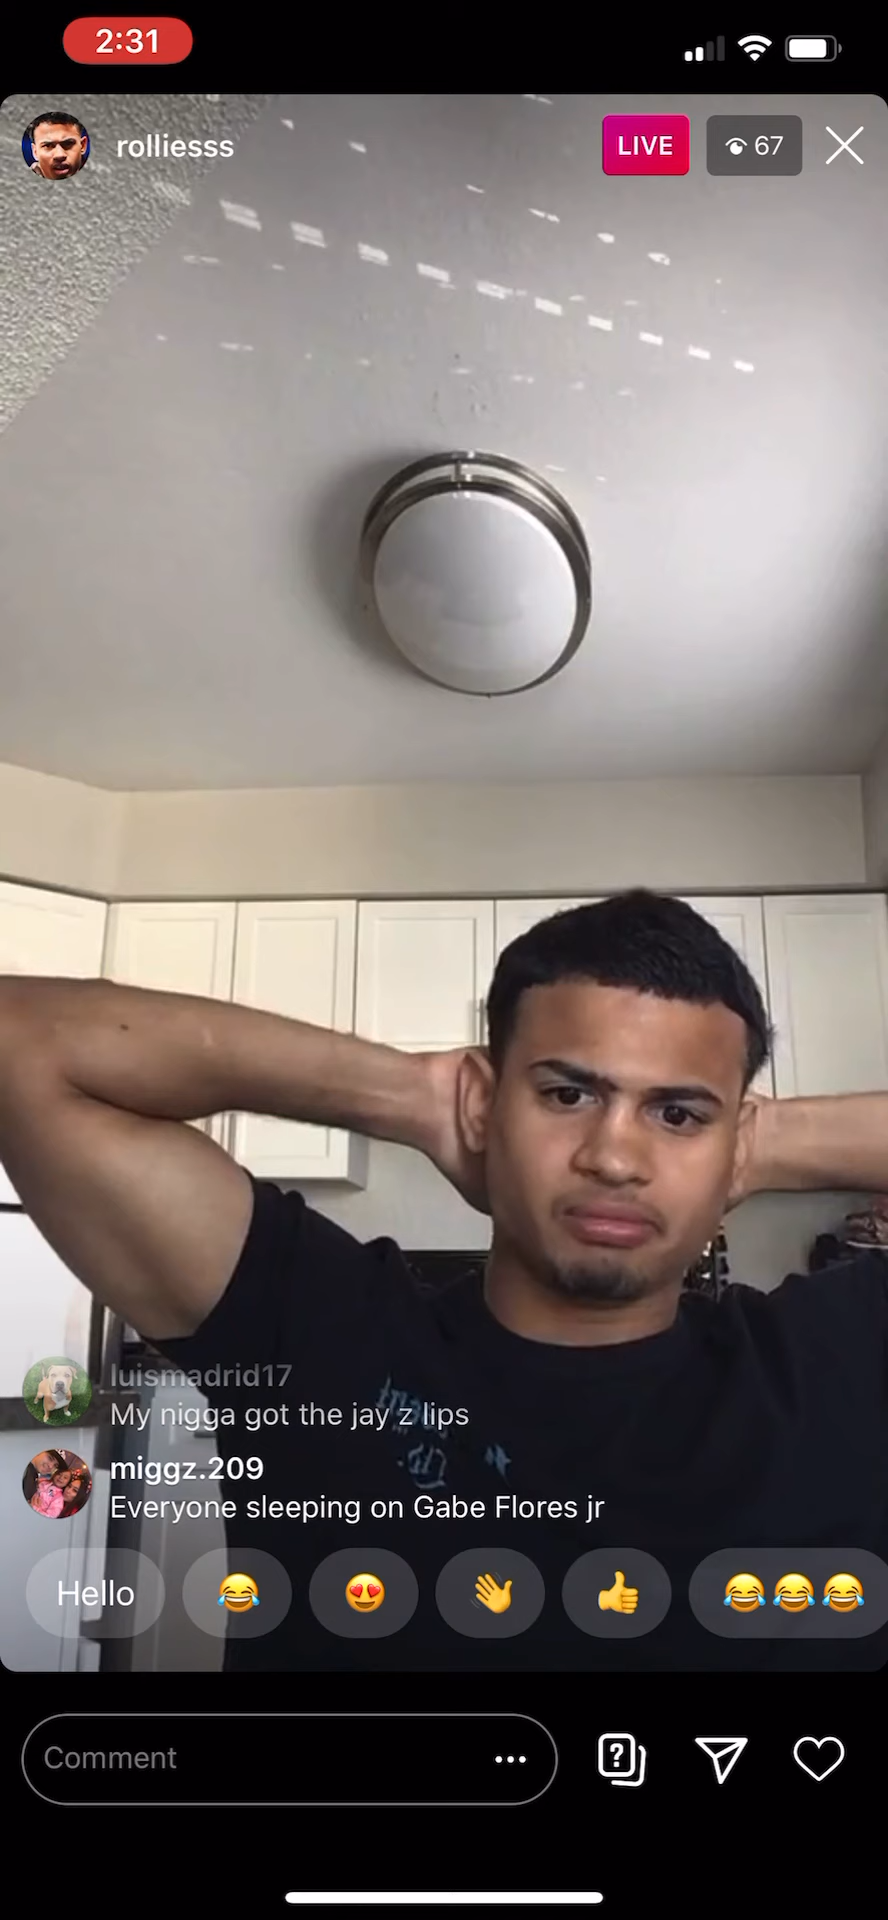 2:31
rolliesss
LIVE
67
luismadrid17
My nigga got the jay z lips
miggz.209
Everyone sleeping on Gabe Flores jr
Hello
Comment